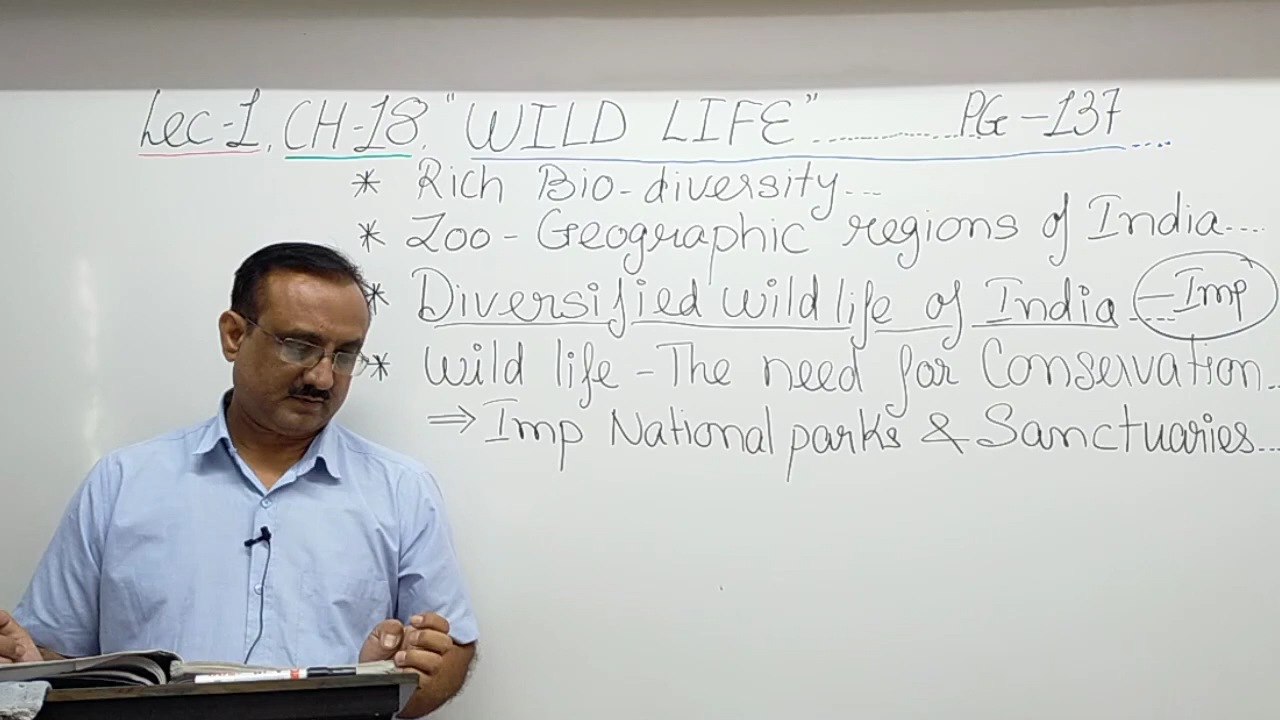 Lec-1, CH-18, "WILD LIFE" ............... PG-137
* Rich Bio-diversity...
* Zoo-Geographic regions of India....
* Diversified wild life of India .... - Imp
* Wild life - The need for Conservation..
⇒ Imp National parks & Sanctuaries...